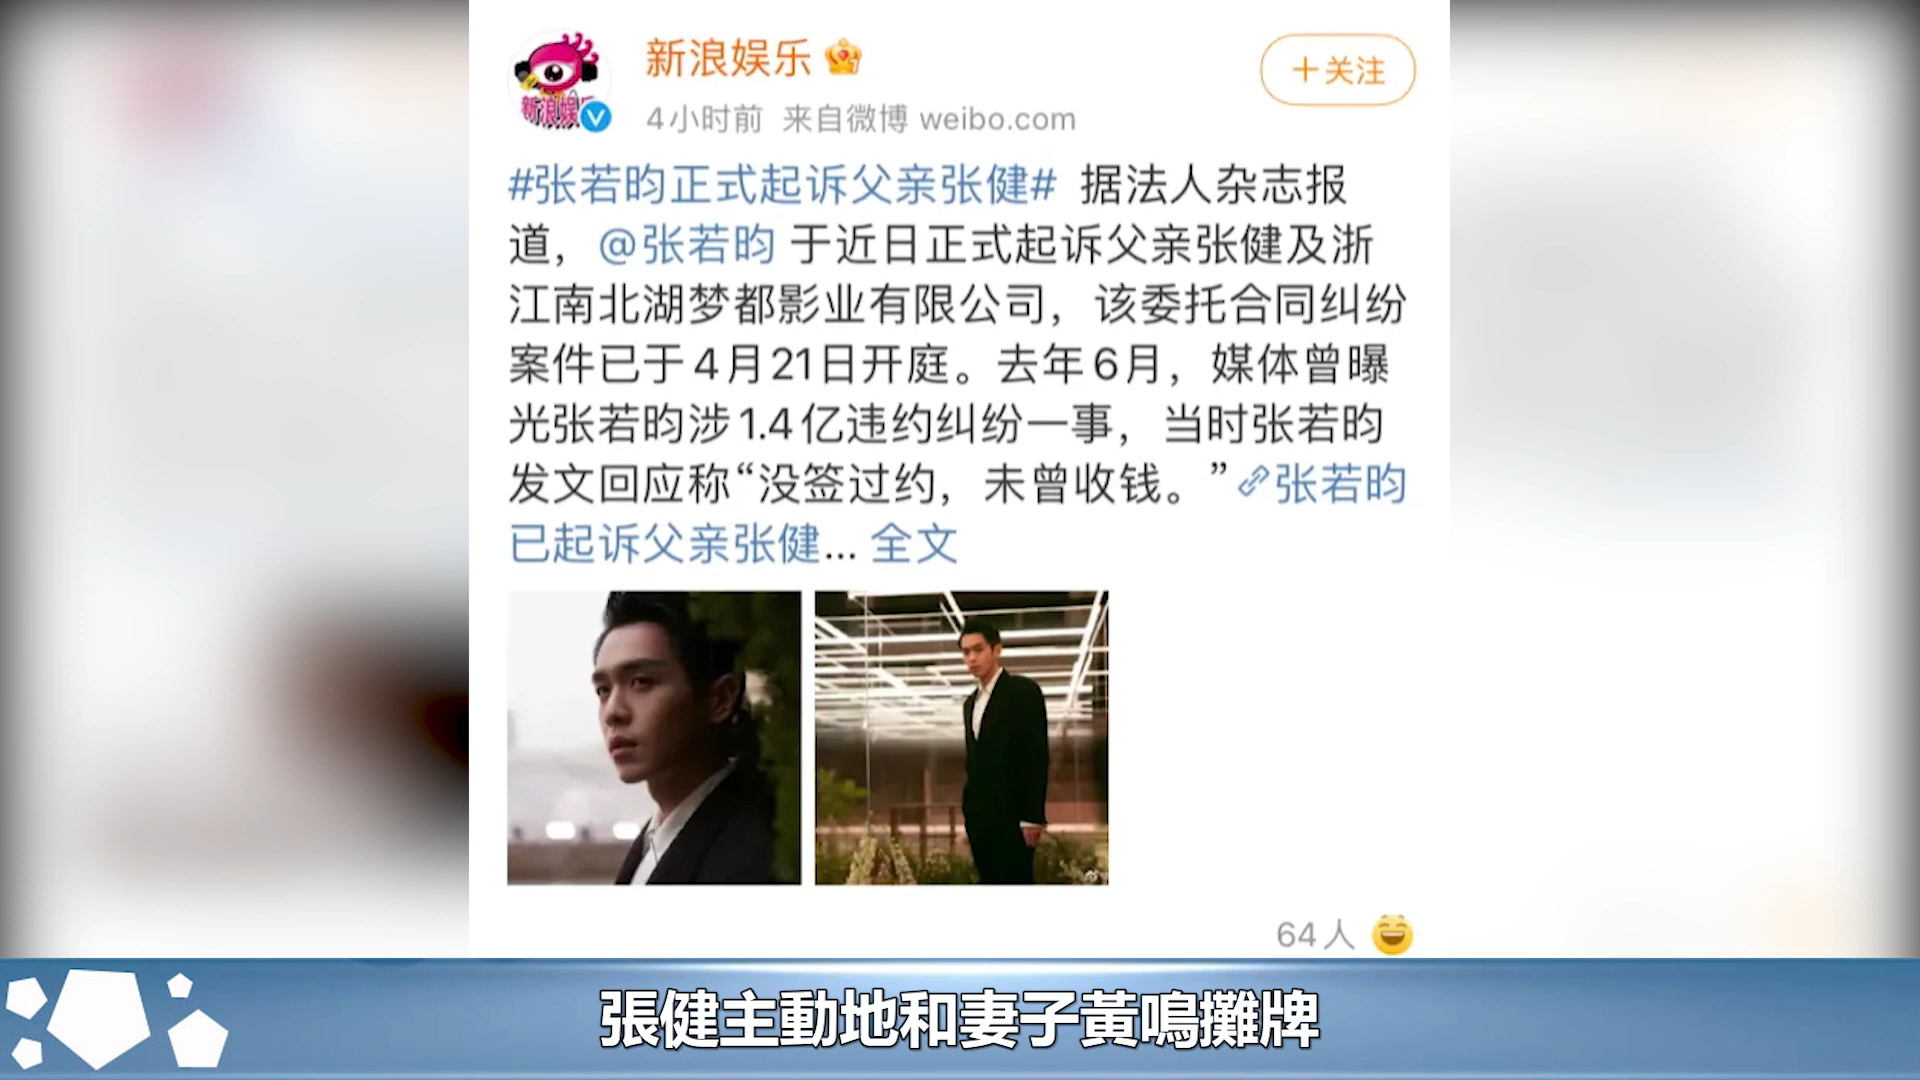 新浪娱乐
新浪娱乐
4小时前 来自微博 weibo.com
+关注
#张若昀正式起诉父亲张健# 据法人杂志报
道，@张若昀 于近日正式起诉父亲张健及浙
江南北湖梦都影业有限公司，该委托合同纠纷
案件已于4月21日开庭。去年6月，媒体曾曝
光张若昀涉1.4亿违约纠纷一事，当时张若昀
发文回应称“没签过约，未曾收钱。”张若昀
已起诉父亲张健... 全文
64人
張健主動地和妻子黃鳴攤牌